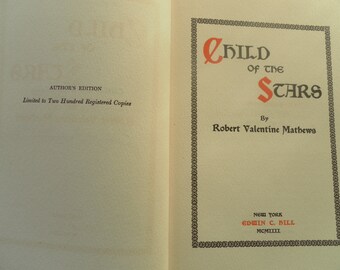 AUTHOR'S EDITION
Limited to Two Hundred Registered Copies
CHILD
OF THE
STARS
By
Robert Valentine Mathews
NEW YORK
EDWIN C. HILL
MCMIIII